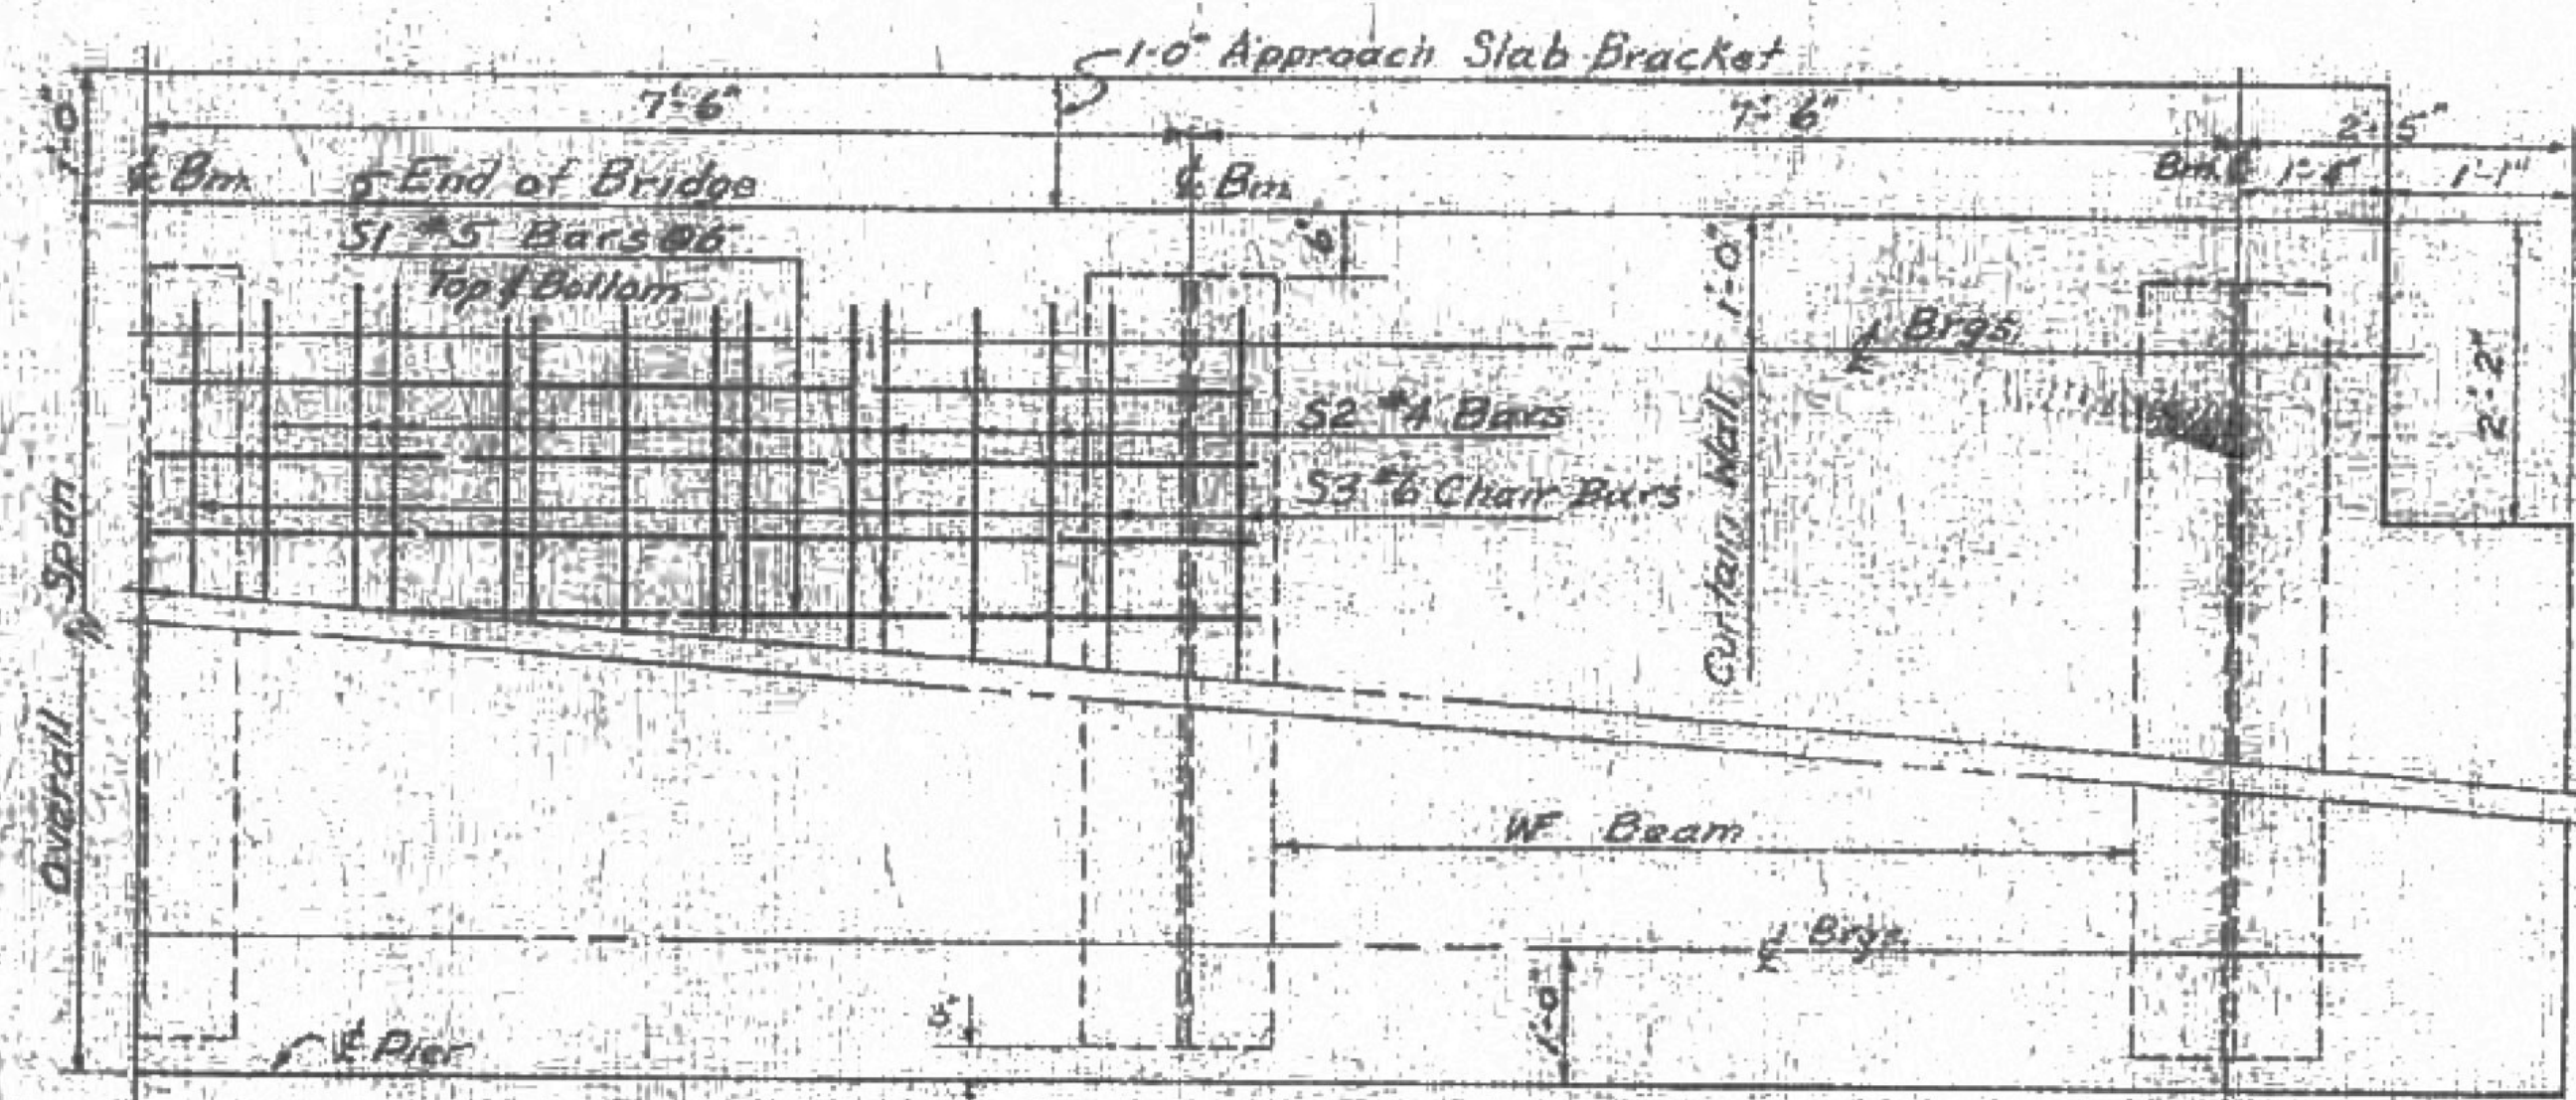 1'-0" Approach Slab Bracket
1'-0"
7'-6"
7'-6"
2'-5"
℄ Bm.
End of Bridge
℄ Bm.
Bm. ℄
1'-4"
1'-1"
S1 #5 Bars @6
Top & Bottom
6"
1'-0"
℄ Brgs.
2'-2"
S2 #4 Bars
S3 #6 Chair Bars
Curtain Wall
Overall Span
WF Beam
℄ Brgs.
1'-0"
℄ Pier